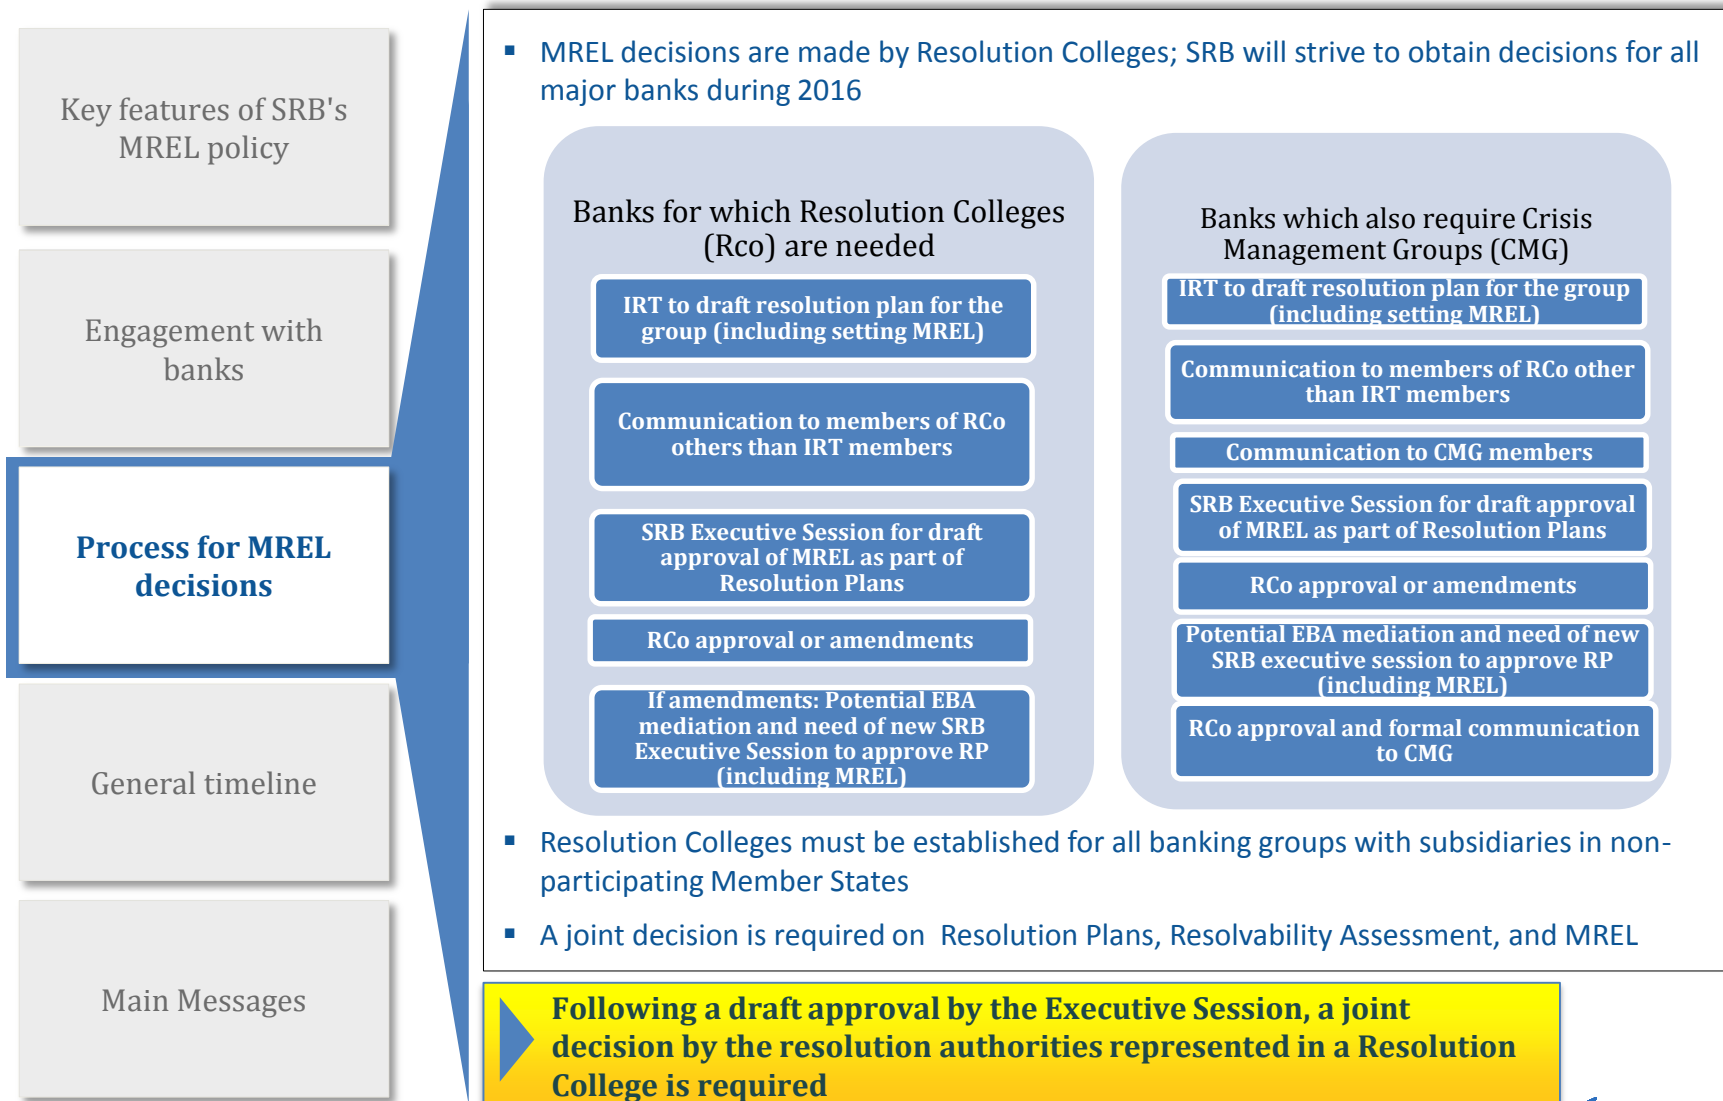 Key features of SRB's
MREL policy
Engagement with
banks
Process for MREL
decisions
General timeline
Main Messages
▪ MREL decisions are made by Resolution Colleges; SRB will strive to obtain decisions for all
major banks during 2016
Banks for which Resolution Colleges
(Rco) are needed
IRT to draft resolution plan for the
group (including setting MREL)
Communication to members of RCo
others than IRT members
SRB Executive Session for draft
approval of MREL as part of
Resolution Plans
RCo approval or amendments
If amendments: Potential EBA
mediation and need of new SRB
Executive Session to approve RP
(including MREL)
Banks which also require Crisis
Management Groups (CMG)
IRT to draft resolution plan for the group
(including setting MREL)
Communication to members of RCo other
than IRT members
Communication to CMG members
SRB Executive Session for draft approval
of MREL as part of Resolution Plans
RCo approval or amendments
Potential EBA mediation and need of new
SRB executive session to approve RP
(including MREL)
RCo approval and formal communication
to CMG
▪ Resolution Colleges must be established for all banking groups with subsidiaries in non-
participating Member States
▪ A joint decision is required on Resolution Plans, Resolvability Assessment, and MREL
Following a draft approval by the Executive Session, a joint
decision by the resolution authorities represented in a Resolution
College is required